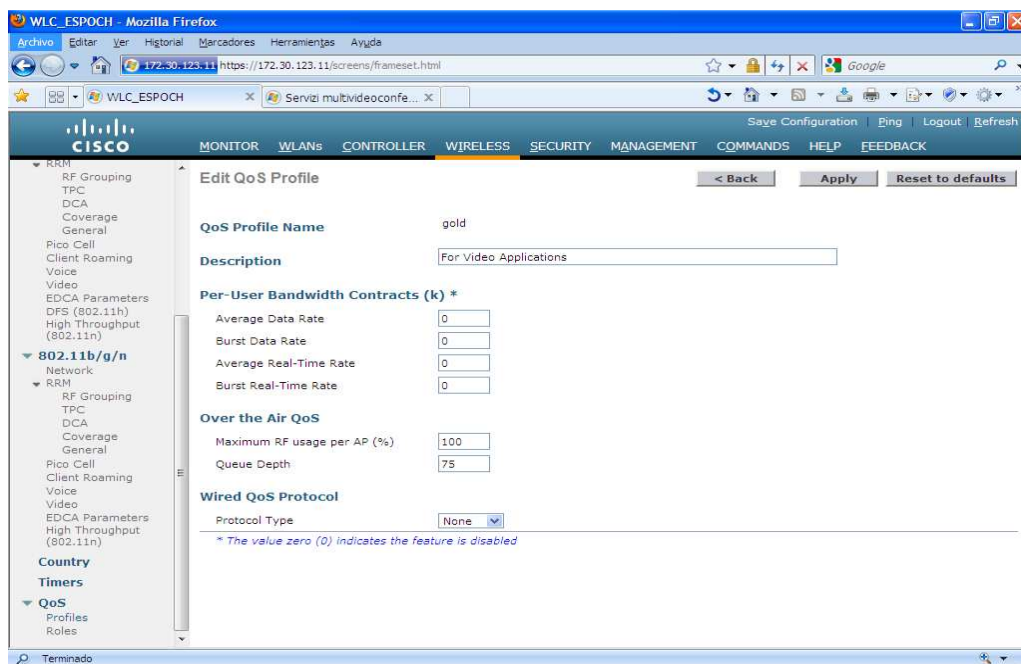 WLC_ESPOCH - Mozilla Firefox
Archivo Editar Ver Historial Marcadores Herramientas Ayuda
172.30.123.11 https://172.30.123.11/screens/frameset.html Google
WLC_ESPOCH Servizi multivideoconfe...
Save Configuration Ping Logout Refresh
CISCO MONITOR WLANs CONTROLLER WIRELESS SECURITY MANAGEMENT COMMANDS HELP FEEDBACK
RRM
RF Grouping
TPC
DCA
Coverage
General
Pico Cell
Client Roaming
Voice
Video
EDCA Parameters
DFS (802.11h)
High Throughput
(802.11n)
802.11b/g/n
Network
RRM
RF Grouping
TPC
DCA
Coverage
General
Pico Cell
Client Roaming
Voice
Video
EDCA Parameters
High Throughput
(802.11n)
Country
Timers
QoS
Profiles
Roles
Edit QoS Profile < Back Apply Reset to defaults
QoS Profile Name gold
Description For Video Applications
Per-User Bandwidth Contracts (k) *
Average Data Rate 0
Burst Data Rate 0
Average Real-Time Rate 0
Burst Real-Time Rate 0
Over the Air QoS
Maximum RF usage per AP (%) 100
Queue Depth 75
Wired QoS Protocol
Protocol Type None
* The value zero (0) indicates the feature is disabled
Terminado